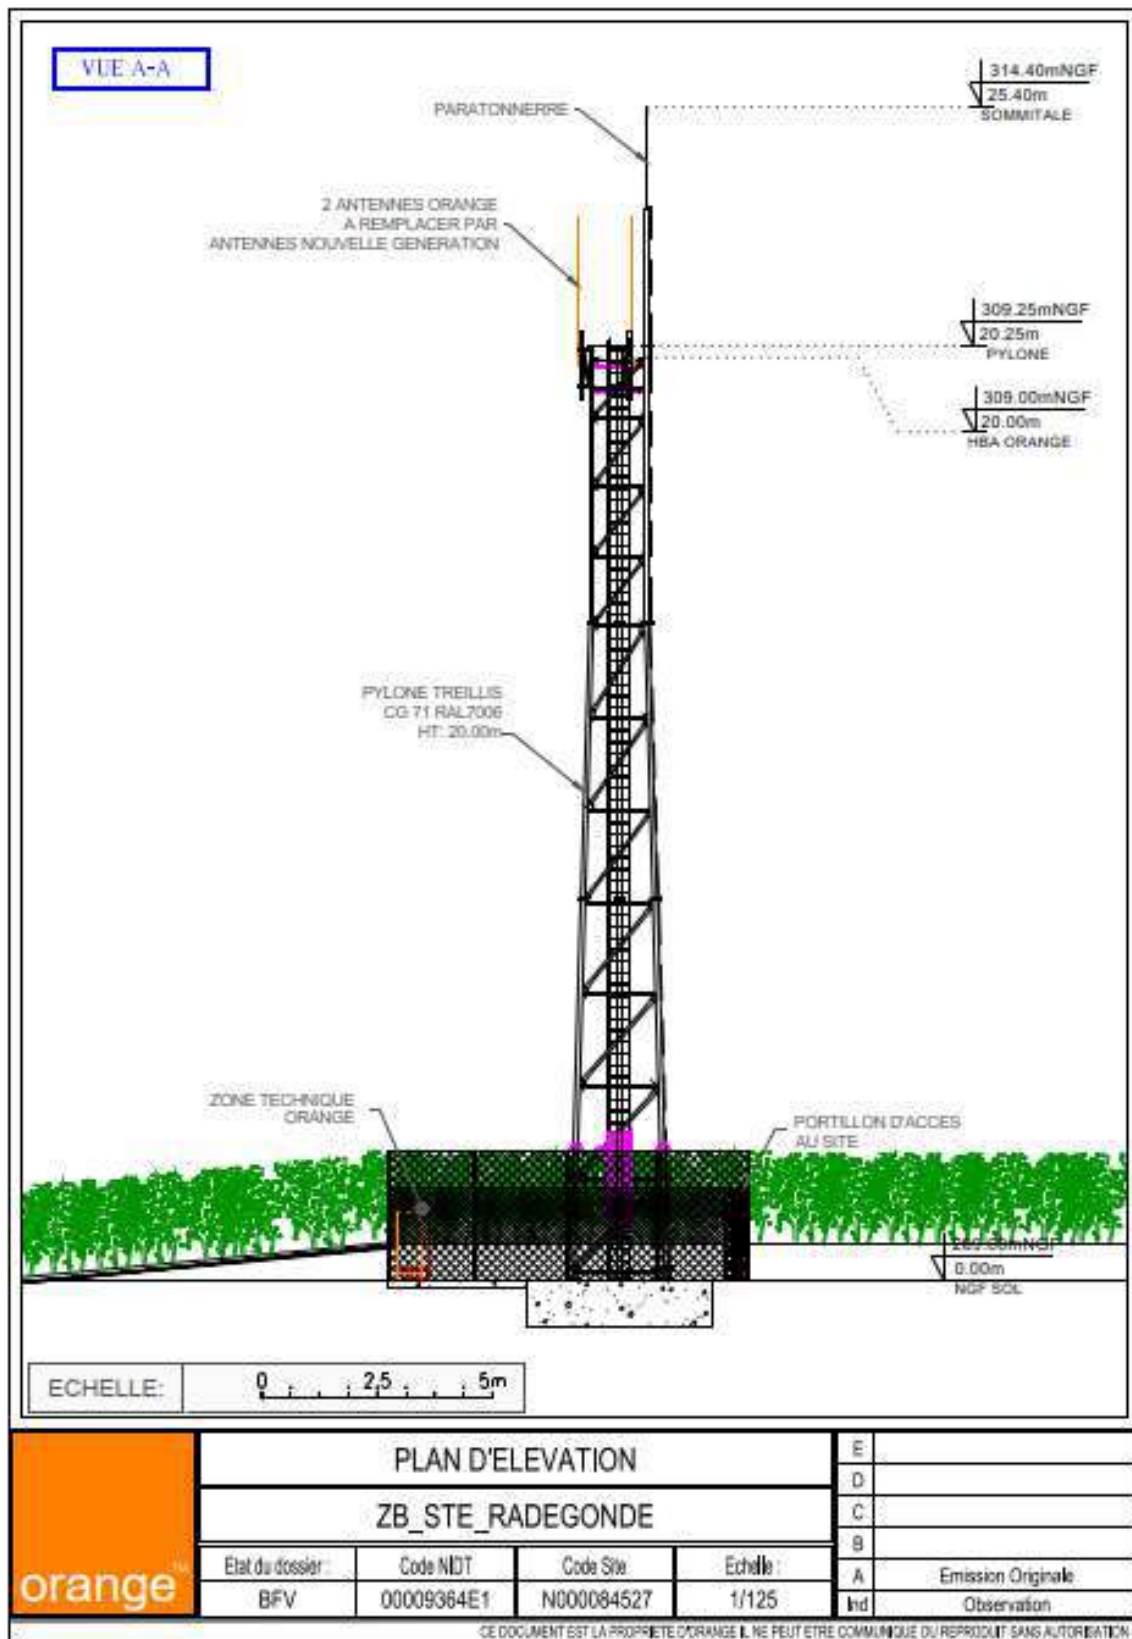 VUE A-A
314.40mNGF
25.40m
SOMMITALE
PARATONNERRE
2 ANTENNES ORANGE
A REMPLACER PAR
ANTENNES NOUVELLE GENERATION
309.25mNGF
20.25m
PYLONE
309.00mNGF
20.00m
HBA ORANGE
PYLONE TREILLIS
CG 71 RAL7006
HT: 20.00m
ZONE TECHNIQUE
ORANGE
PORTILLON D'ACCES
AU SITE
0.00m
NGF SOL
ECHELLE:
0 2,5 5m
PLAN D'ELEVATION
ZB_STE_RADEGONDE
Etat du dossier : Code NIDT Code Site Echelle :
BFV 00009364E1 N000084527 1/125
orange™
E
D
C
B
A Emission Originale
Ind Observation
CE DOCUMENT EST LA PROPRIETE D'ORANGE IL NE PEUT ETRE COMMUNIQUE OU REPRODUIT SANS AUTORISATION